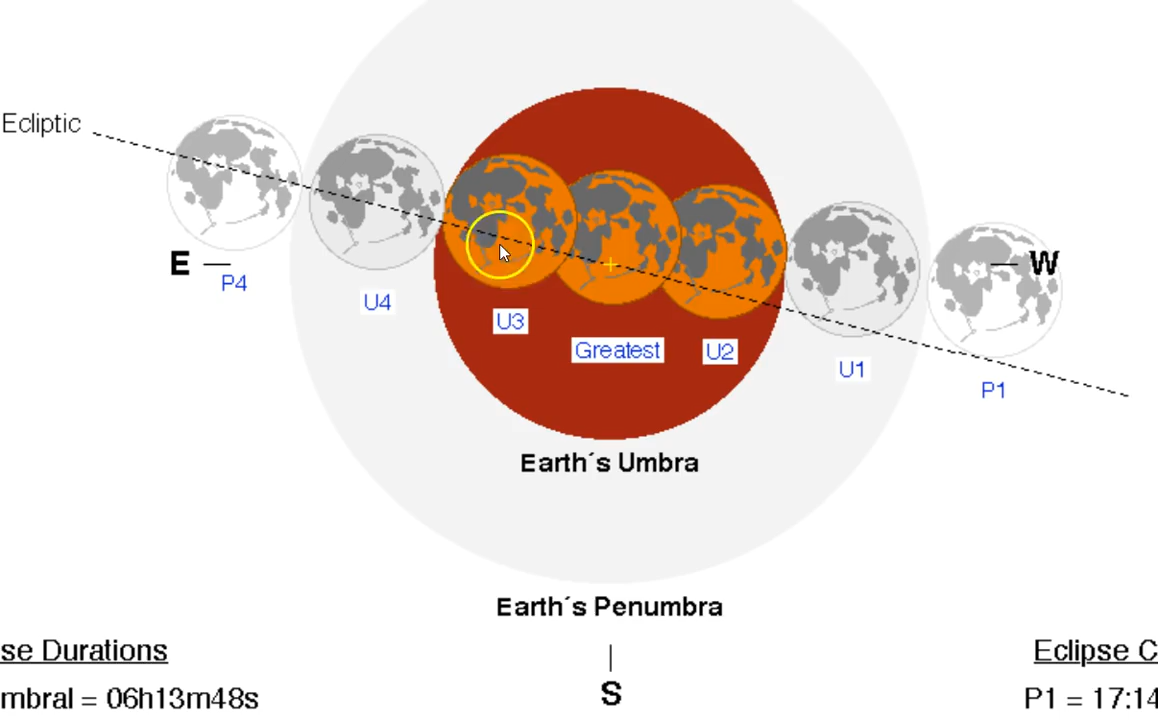 Ecliptic
E
W
P4
U4
U3
Greatest
U2
U1
P1
Earth´s Umbra
Earth´s Penumbra
S
se Durations
Eclipse C
mbral = 06h13m48s
P1 = 17:14